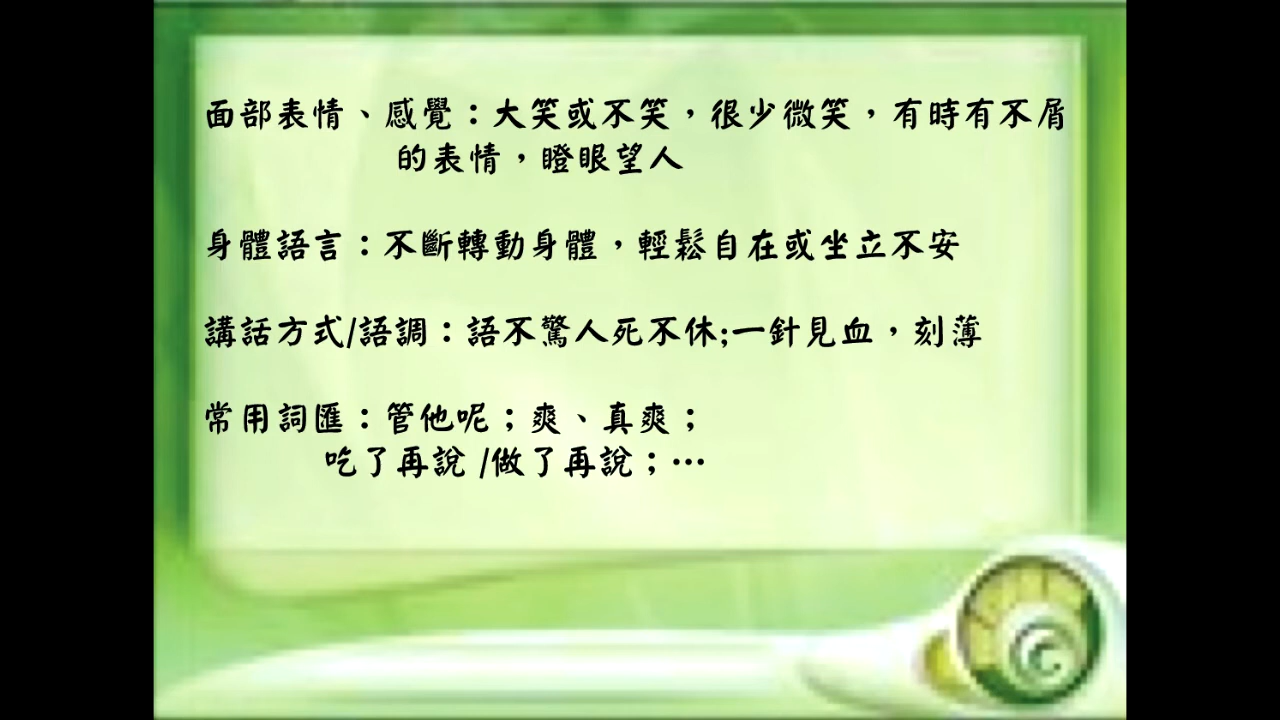 面部表情、感覺：大笑或不笑，很少微笑，有時有不屑
的表情，瞪眼望人
身體語言：不斷轉動身體，輕鬆自在或坐立不安
講話方式/語調：語不驚人死不休;一針見血，刻薄
常用詞匯：管他呢；爽、真爽；
吃了再說 /做了再說；…